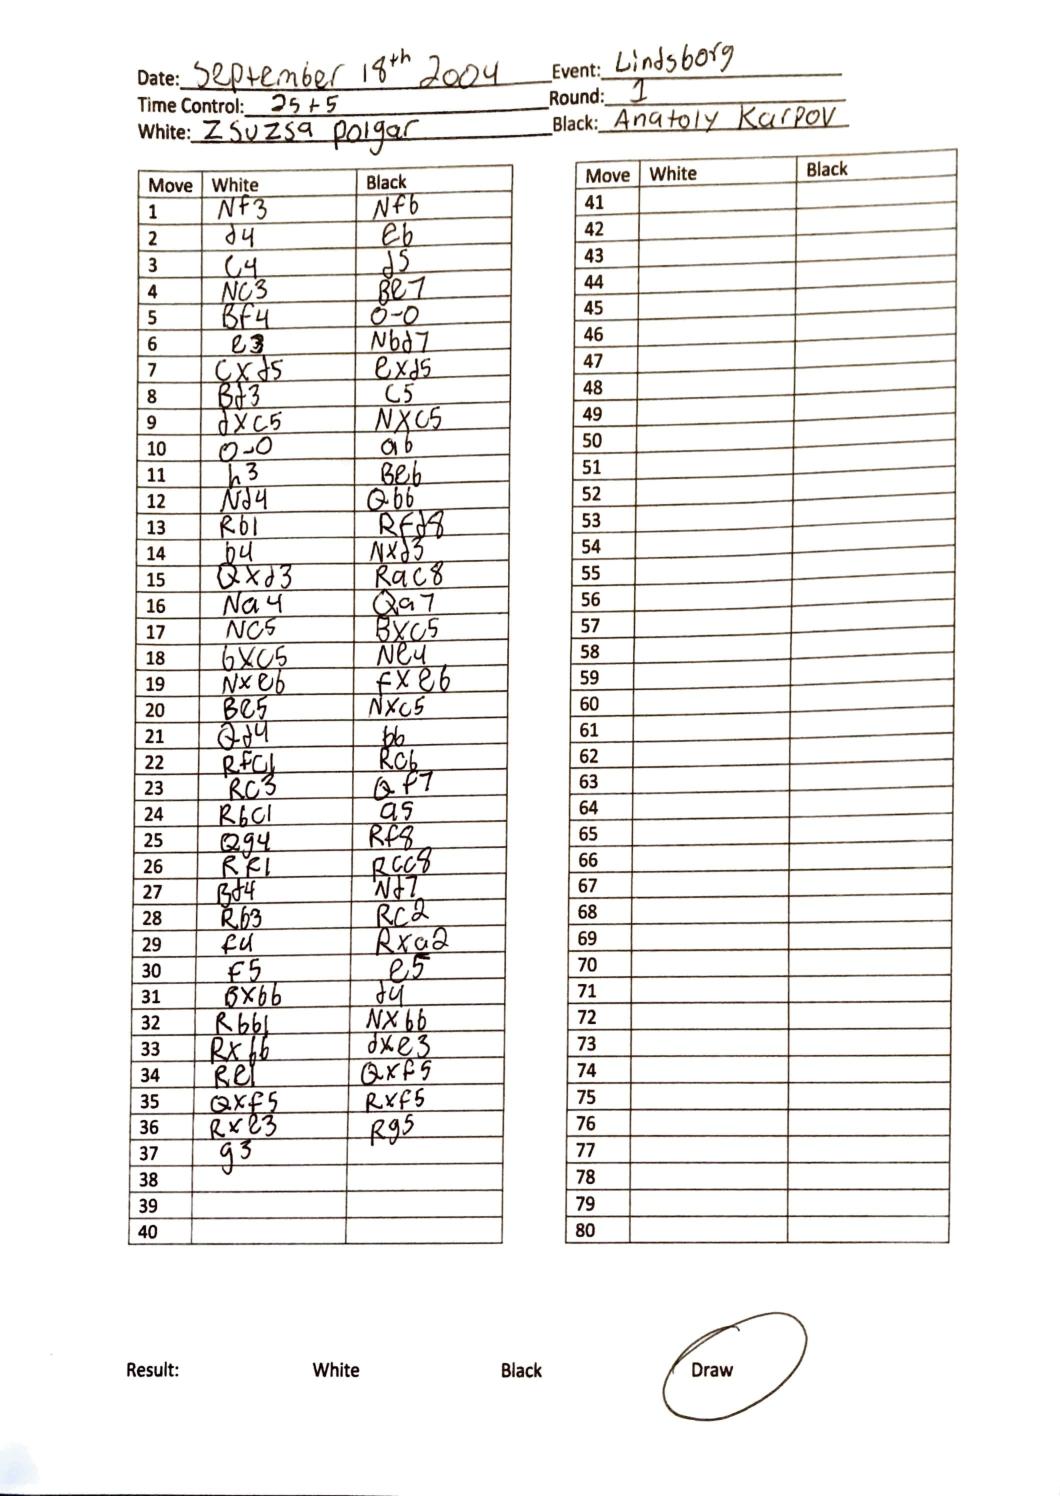 Date: September 18th 2004 Event: Lindsborg
Time Control: 25+5 Round: 1
White: Zsuzsa Polgar Black: Anatoly Karpov
Move White Black
1 Nf3 Nf6
2 d4 e6
3 C4 d5
4 NC3 Be7
5 Bf4 O-O
6 e3 Nbd7
7 Cxd5 exd5
8 Bd3 C5
9 dxc5 NXC5
10 O-O a6
11 h3 Be6
12 Nd4 Qb6
13 Rb1 Rfd8
14 b4 Nxd3
15 Qxd3 Rac8
16 Na4 Qa7
17 NC5 BXC5
18 bXC5 Ne4
19 Nxe6 fxe6
20 Be5 NXC5
21 Qd4 b6
22 RfC1 RC6
23 RC3 Qf7
24 RbC1 a5
25 Qg4 Rf8
26 Rf1 RCC8
27 Bd4 Nd7
28 Rb3 RC2
29 f4 Rxa2
30 f5 e5
31 BXb6 d4
32 Rbb1 NXb6
33 Rxb6 dxe3
34 Re1 Qxf5
35 Qxf5 Rxf5
36 Rxe3 Rg5
37 g3
38
39
40
Move White Black
41
42
43
44
45
46
47
48
49
50
51
52
53
54
55
56
57
58
59
60
61
62
63
64
65
66
67
68
69
70
71
72
73
74
75
76
77
78
79
80
Result: White Black Draw